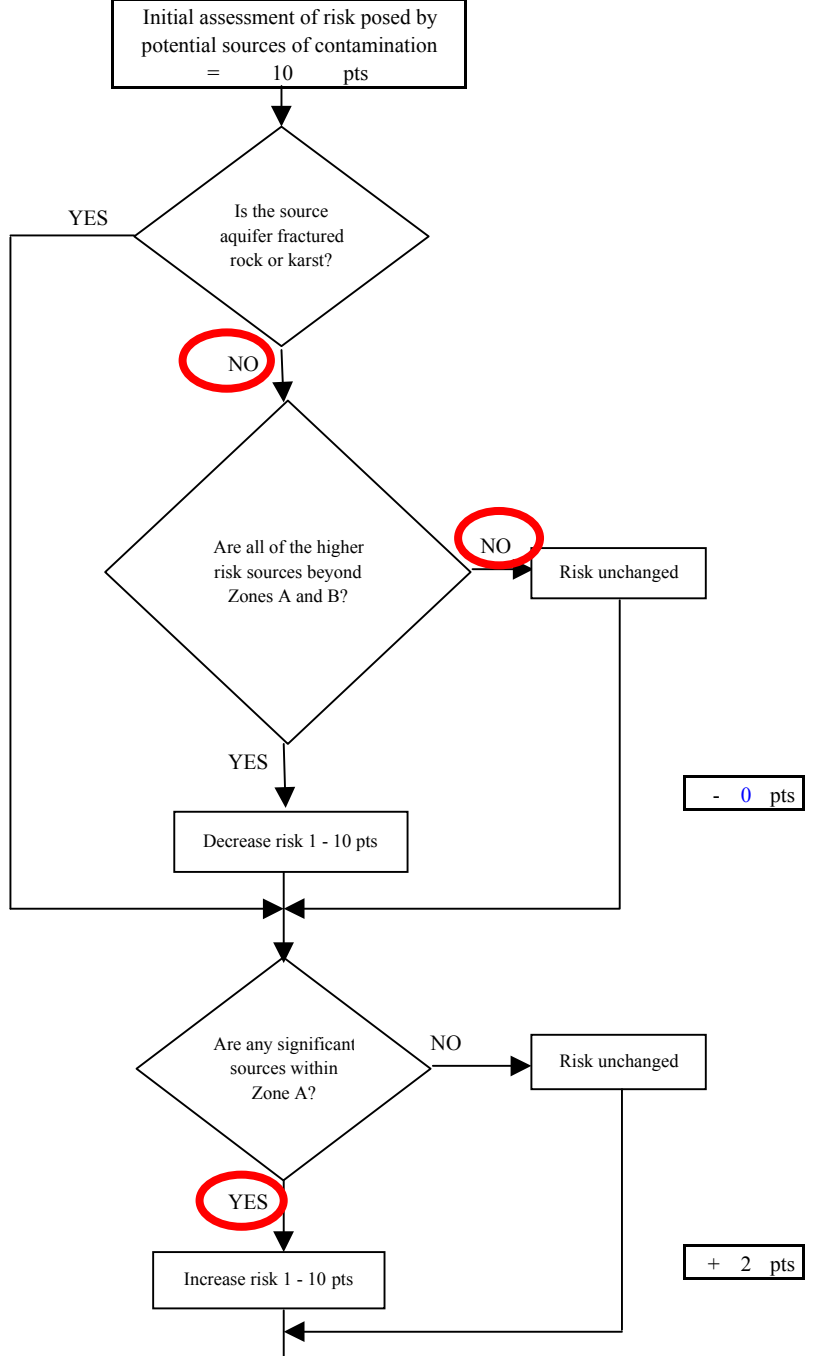 Initial assessment of risk posed by
potential sources of contamination
= 10 pts
YES
Is the source
aquifer fractured
rock or karst?
NO
Are all of the higher
risk sources beyond
Zones A and B?
NO
Risk unchanged
YES
- 0 pts
Decrease risk 1 - 10 pts
Are any significant
sources within
Zone A?
NO
Risk unchanged
YES
+ 2 pts
Increase risk 1 - 10 pts